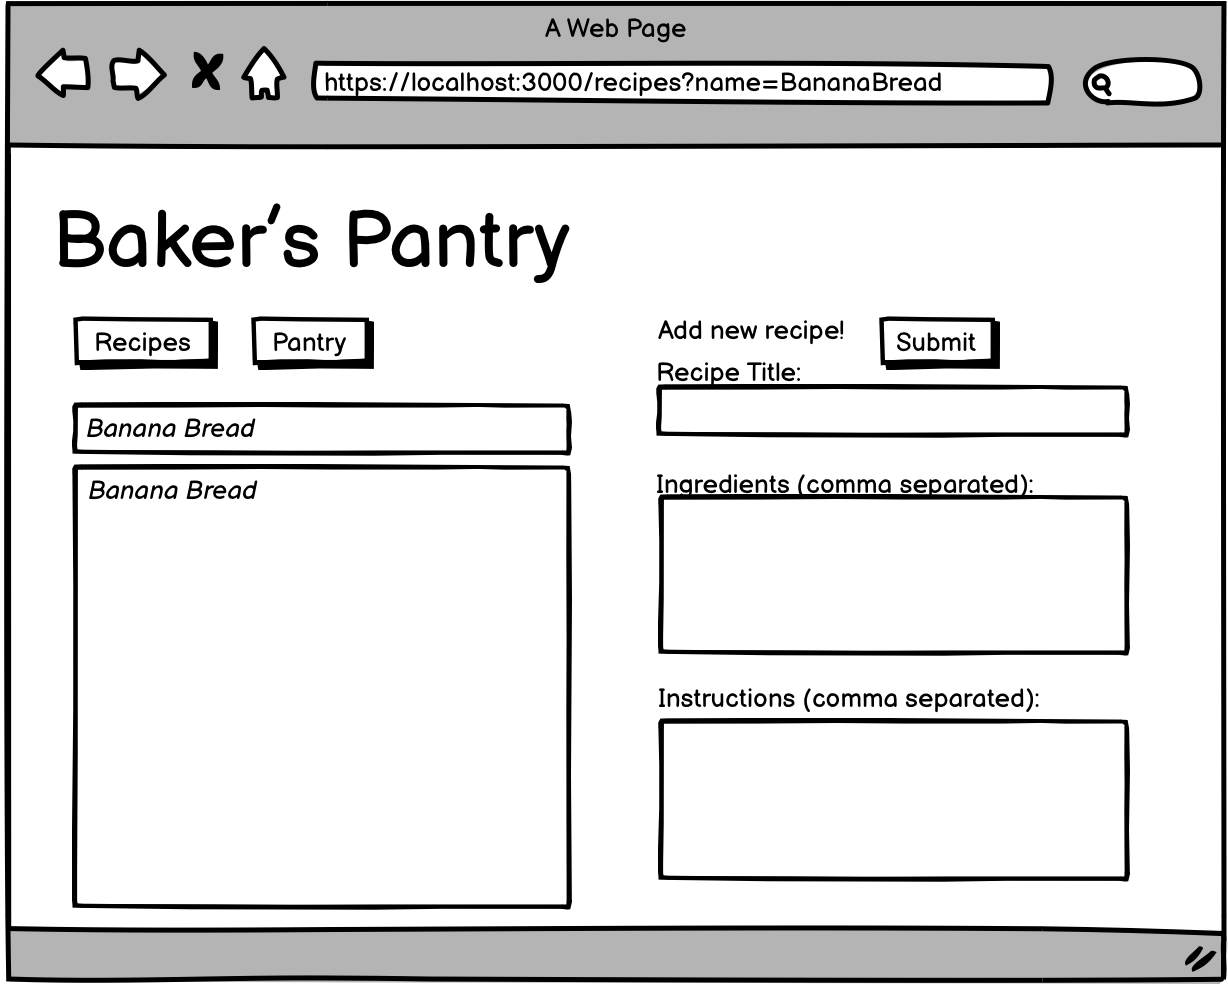 A Web Page
https://localhost:3000/recipes?name=BananaBread
Baker's Pantry
Recipes
Pantry
Banana Bread
Banana Bread
Add new recipe!
Submit
Recipe Title:
Ingredients (comma separated):
Instructions (comma separated):